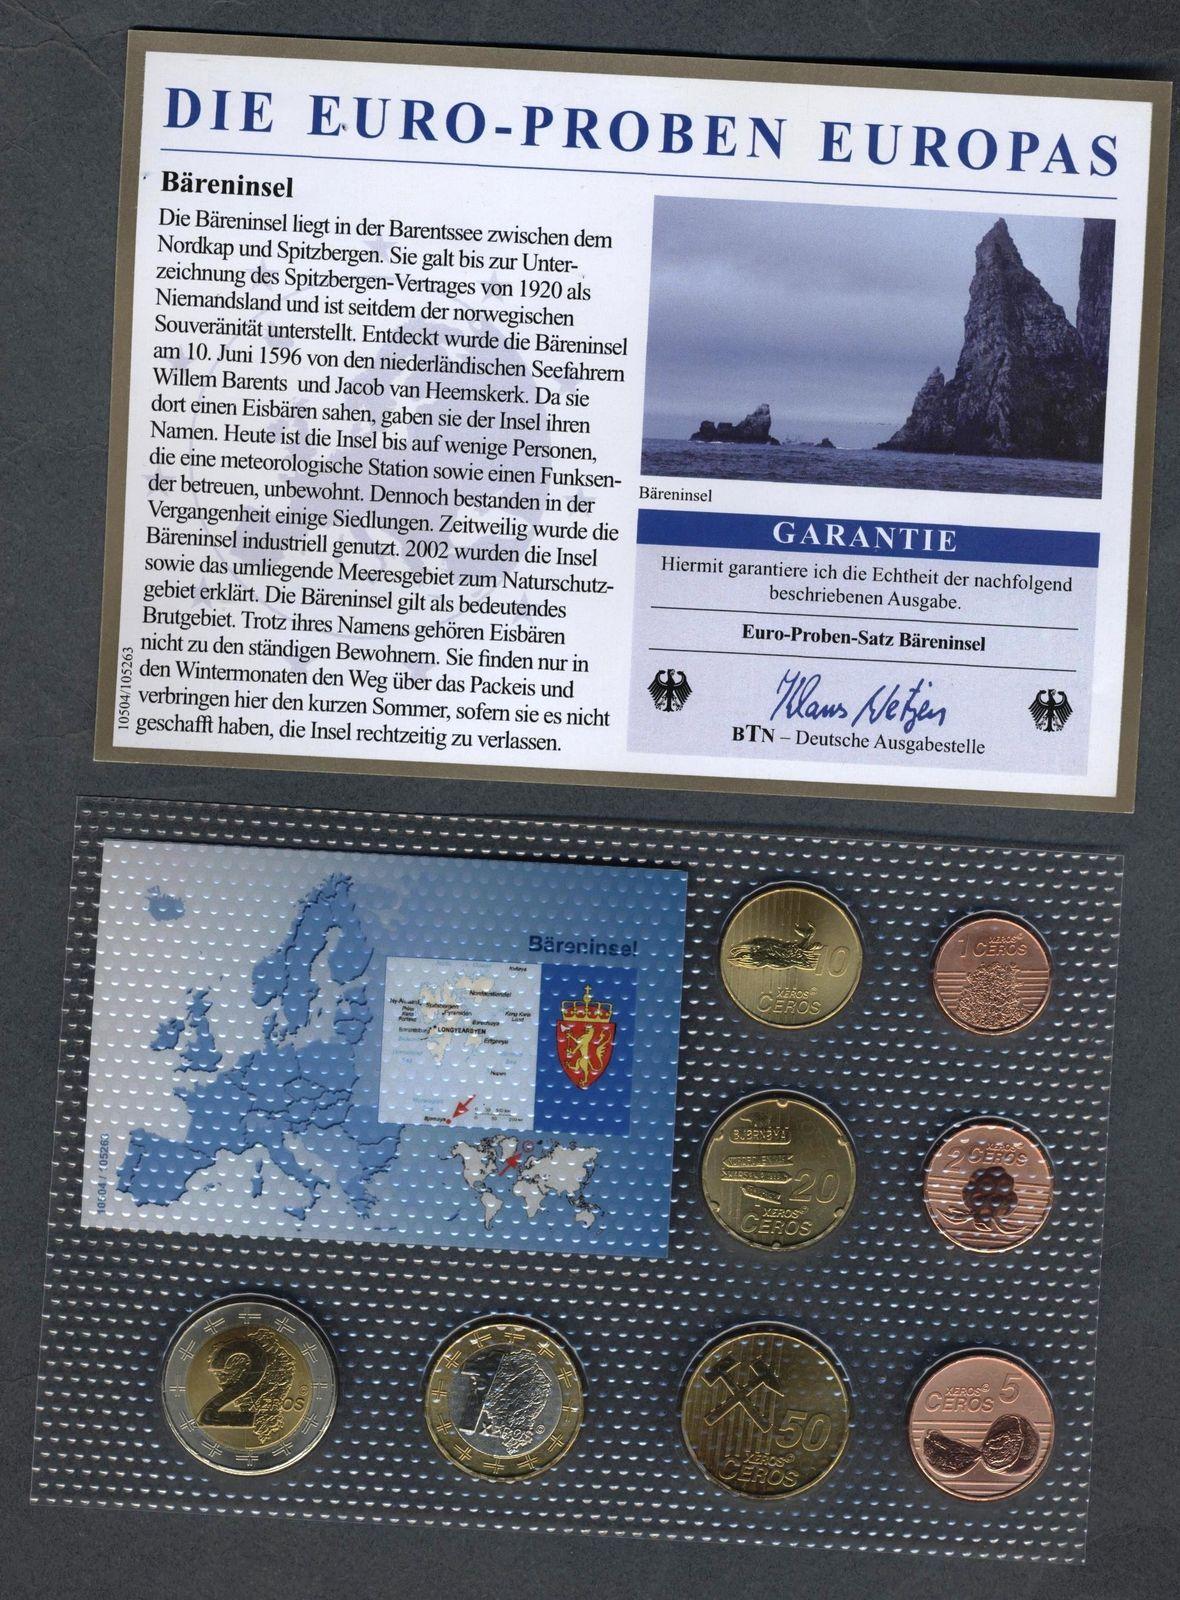 DIE EURO-PROBEN EUROPAS
Bäreninsel
Die Bäreninsel liegt in der Barentssee zwischen dem
Nordkap und Spitzbergen. Sie galt bis zur Unter-
zeichnung des Spitzbergen-Vertrages von 1920 als
Niemandsland und ist seitdem der norwegischen
Souveränität unterstellt. Entdeckt wurde die Bäreninsel
am 10. Juni 1596 von den niederländischen Seefahrern
Willem Barents und Jacob van Heemskerk. Da sie
dort einen Eisbären sahen, gaben sie der Insel ihren
Namen. Heute ist die Insel bis auf wenige Personen,
die eine meteorologische Station sowie einen Funksen-
der betreuen, unbewohnt. Dennoch bestanden in der
Vergangenheit einige Siedlungen. Zeitweilig wurde die
Bäreninsel industriell genutzt. 2002 wurden die Insel
sowie das umliegende Meeresgebiet zum Naturschutz-
gebiet erklärt. Die Bäreninsel gilt als bedeutendes
Brutgebiet. Trotz ihres Namens gehören Eisbären
nicht zu den ständigen Bewohnern. Sie finden nur in
den Wintermonaten den Weg über das Packeis und
verbringen hier den kurzen Sommer, sofern sie es nicht
geschafft haben, die Insel rechtzeitig zu verlassen.
10504/105263
Bäreninsel
GARANTIE
Hiermit garantiere ich die Echtheit der nachfolgend
beschriebenen Ausgabe.
Euro-Proben-Satz Bäreninsel
Klaus
BTN – Deutsche Ausgabestelle
Bäreninsel
LONGYEARBYEN
Pyramiden
10504 / 105263
10
XEROS©
CEROS
1 XEROS©
CEROS
BJØRNØYA
20
XEROS©
CEROS
2 XEROS©
CEROS
2
XEROS©
1
XEROS©
50
XEROS©
CEROS
XEROS© 5
CEROS